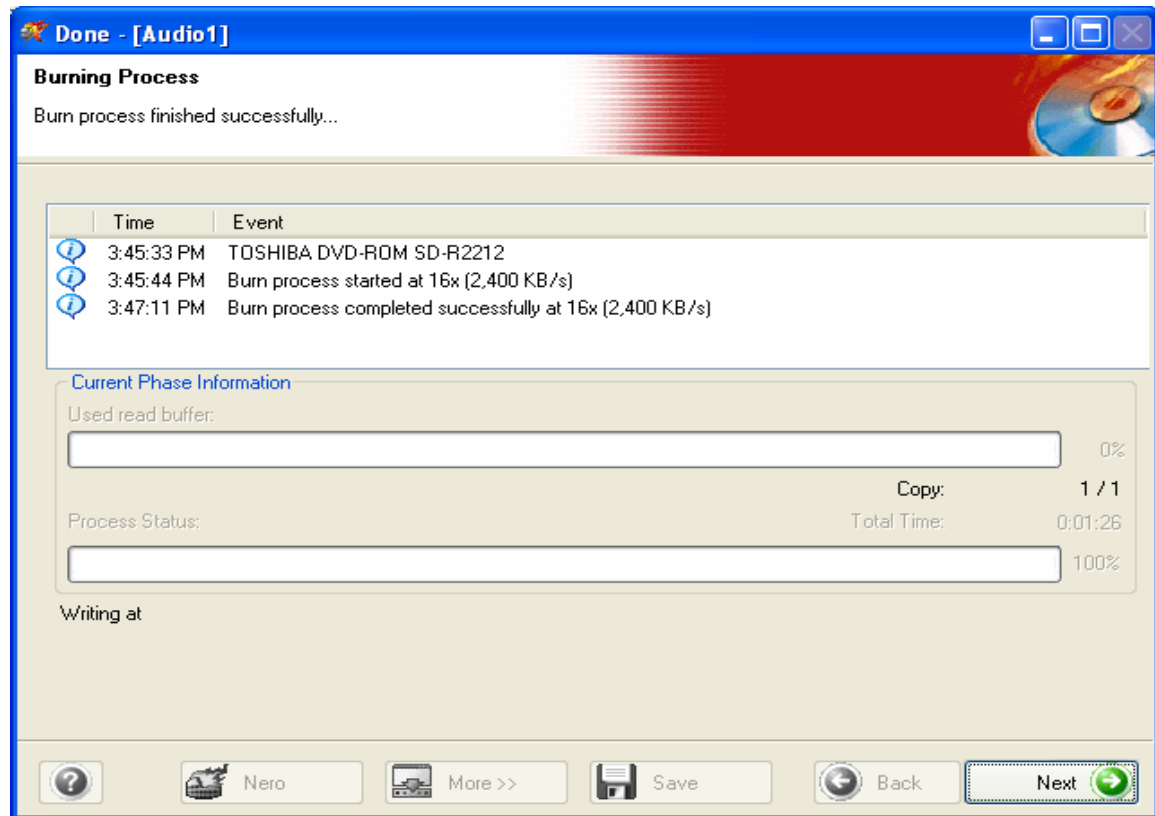 Done - [Audio1]
Burning Process
Burn process finished successfully...
Time Event
3:45:33 PM TOSHIBA DVD-ROM SD-R2212
3:45:44 PM Burn process started at 16x (2,400 KB/s)
3:47:11 PM Burn process completed successfully at 16x (2,400 KB/s)
Current Phase Information
Used read buffer:
0%
Copy: 1 / 1
Process Status: Total Time: 0:01:26
100%
Writing at
Nero More >> Save Back Next